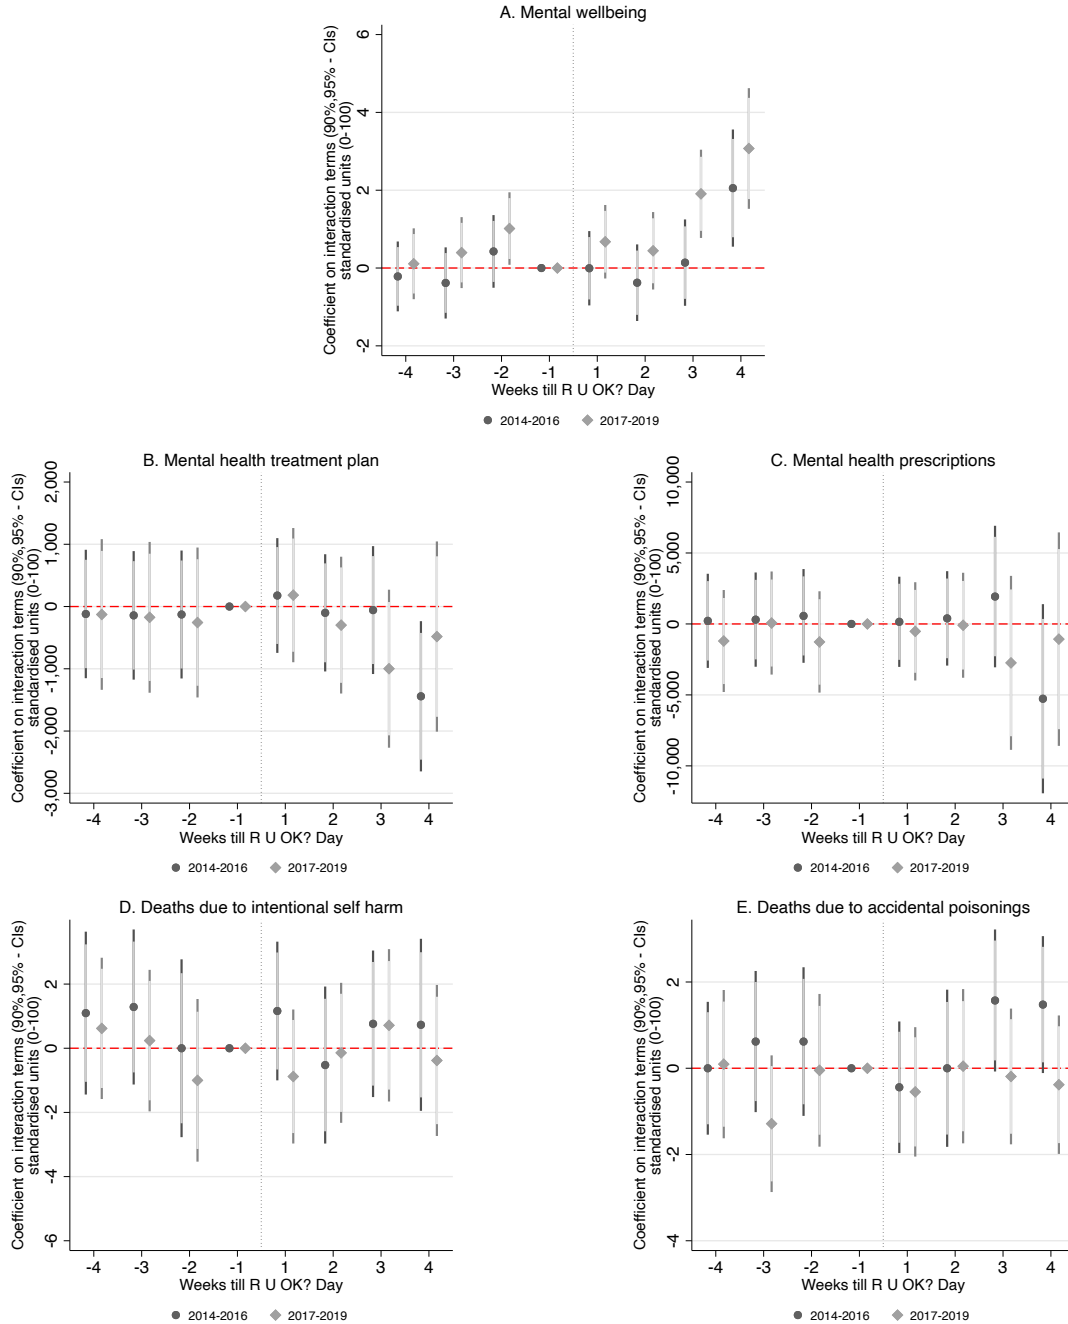 A. Mental wellbeing
Coefficient on interaction terms (90%,95% - CIs)
standardised units (0-100)
6
4
2
0
-2
-4 -3 -2 -1 1 2 3 4
Weeks till R U OK? Day
2014-2016 2017-2019
B. Mental health treatment plan
Coefficient on interaction terms (90%,95% - CIs)
standardised units (0-100)
2,000
1,000
0
-1,000
-2,000
-3,000
-4 -3 -2 -1 1 2 3 4
Weeks till R U OK? Day
2014-2016 2017-2019
C. Mental health prescriptions
Coefficient on interaction terms (90%,95% - CIs)
standardised units (0-100)
10,000
5,000
0
-5,000
-10,000
-4 -3 -2 -1 1 2 3 4
Weeks till R U OK? Day
2014-2016 2017-2019
D. Deaths due to intentional self harm
Coefficient on interaction terms (90%,95% - CIs)
standardised units (0-100)
2
0
-2
-4
-6
-4 -3 -2 -1 1 2 3 4
Weeks till R U OK? Day
2014-2016 2017-2019
E. Deaths due to accidental poisonings
Coefficient on interaction terms (90%,95% - CIs)
standardised units (0-100)
2
0
-2
-4
-4 -3 -2 -1 1 2 3 4
Weeks till R U OK? Day
2014-2016 2017-2019